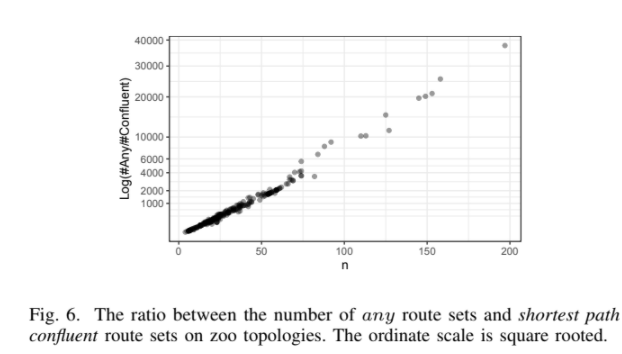 40000
30000
20000
10000
6000
4000
2000
1000
Log(#Any/#Confluent)
0 50 100 150 200
n
Fig. 6. The ratio between the number of any route sets and shortest path
confluent route sets on zoo topologies. The ordinate scale is square rooted.